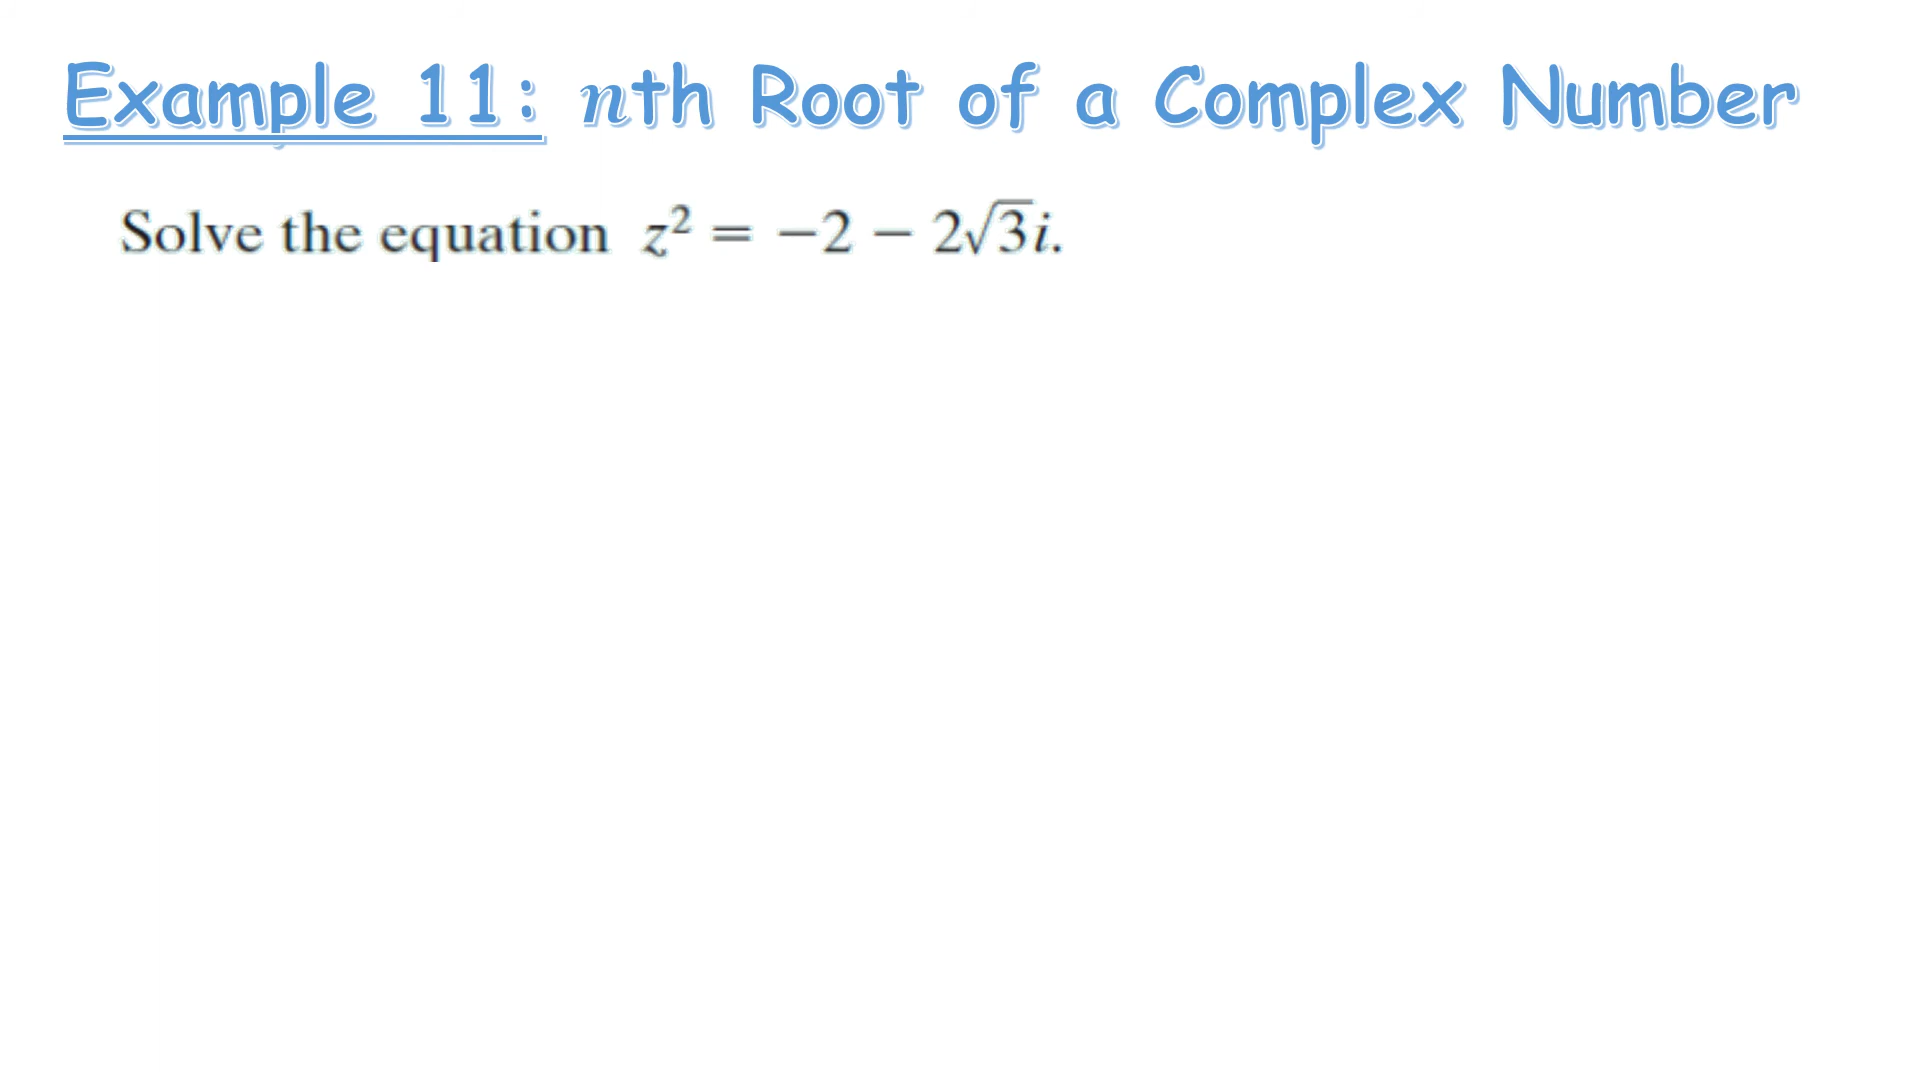 Example 11: nth Root of a Complex Number
Solve the equation z² = −2 − 2√3i.